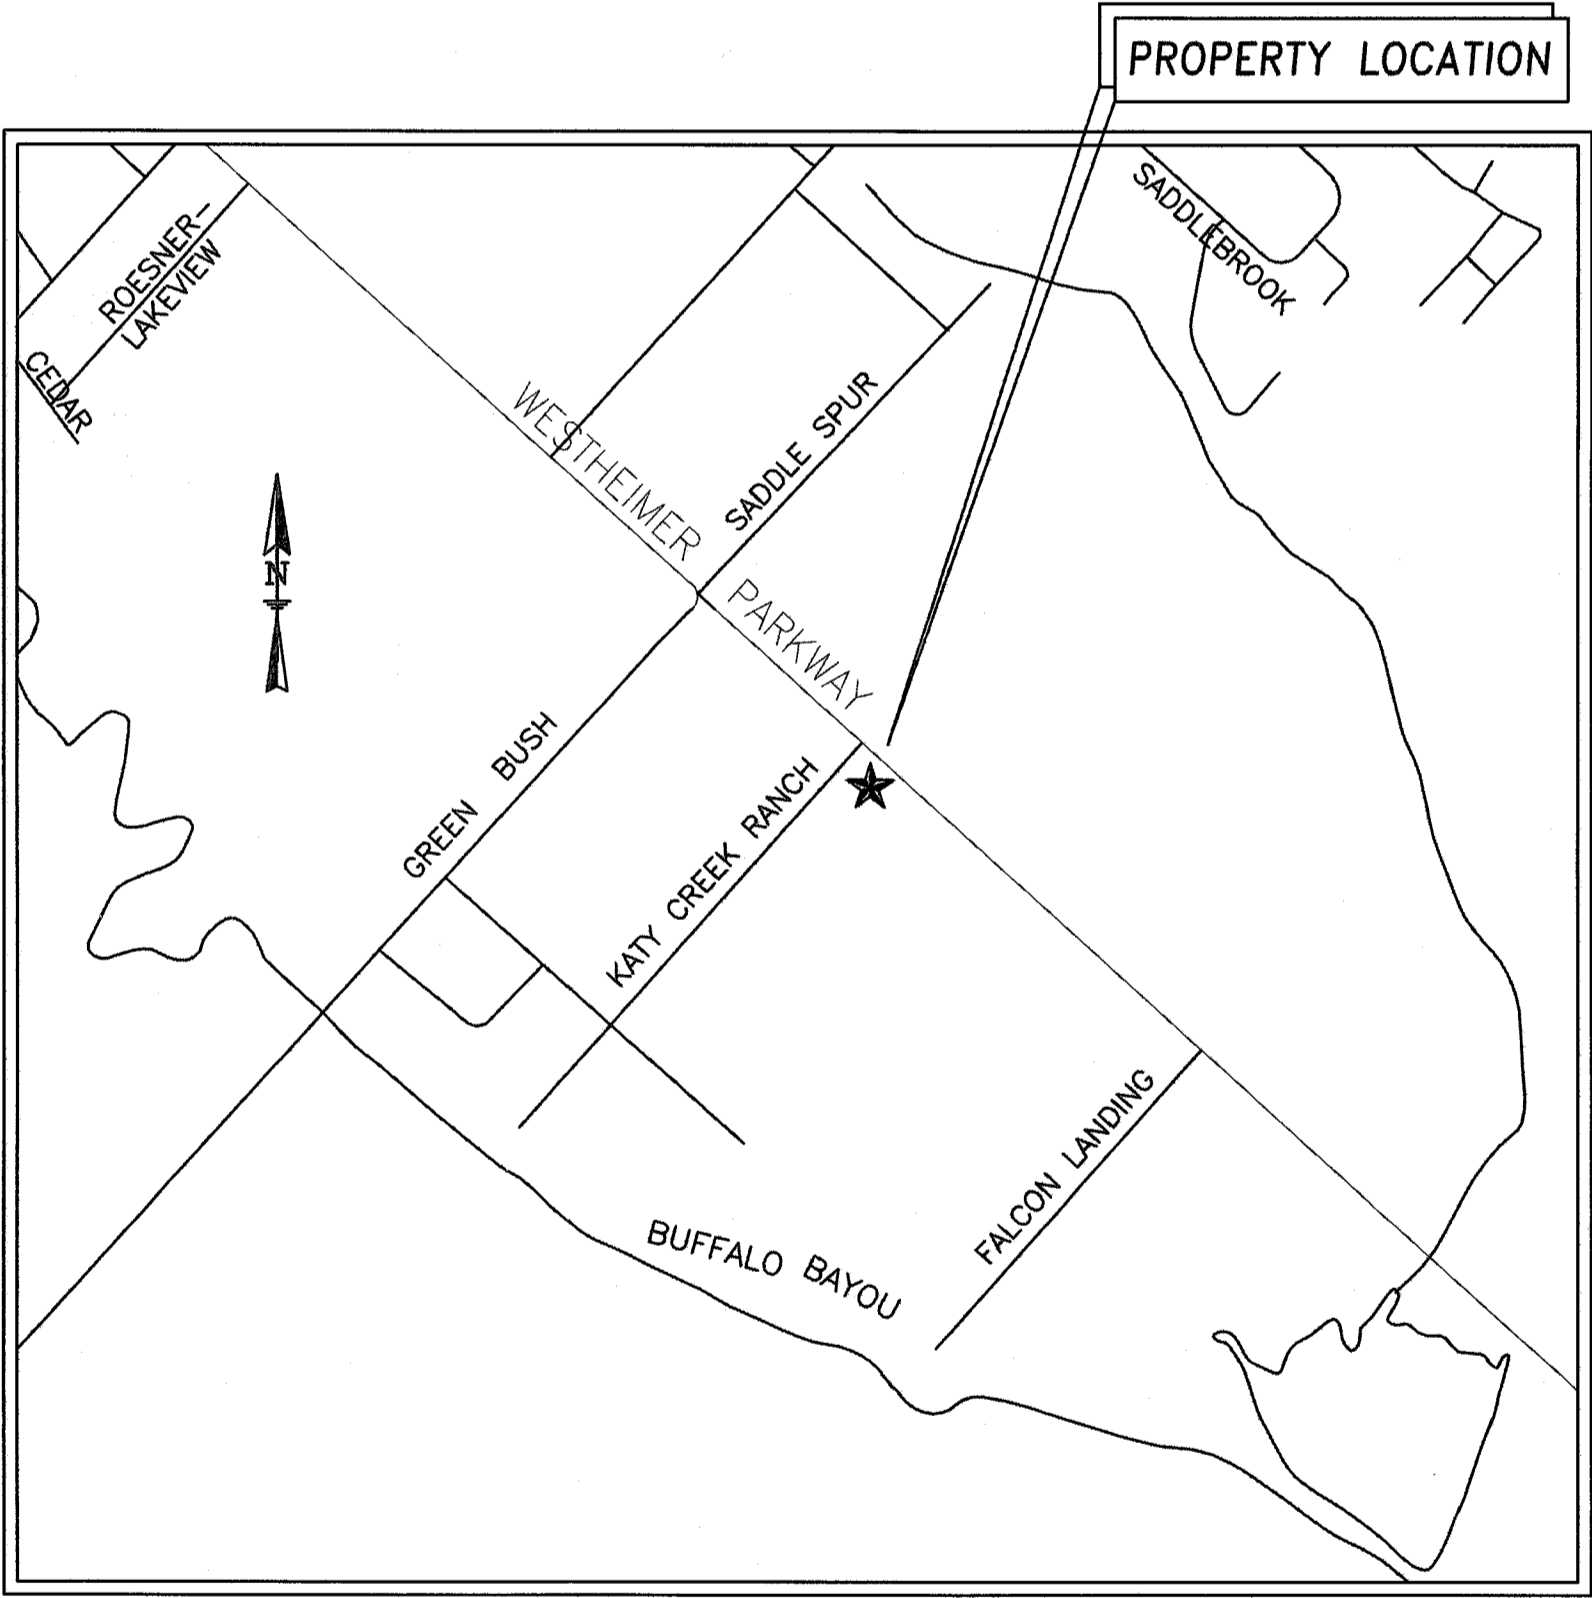 PROPERTY LOCATION
SADDLEBROOK
ROESNER-
LAKEVIEW
CEDAR
WESTHEIMER PARKWAY
SADDLE SPUR
N
GREEN BUSH
KATY CREEK RANCH
FALCON LANDING
BUFFALO BAYOU